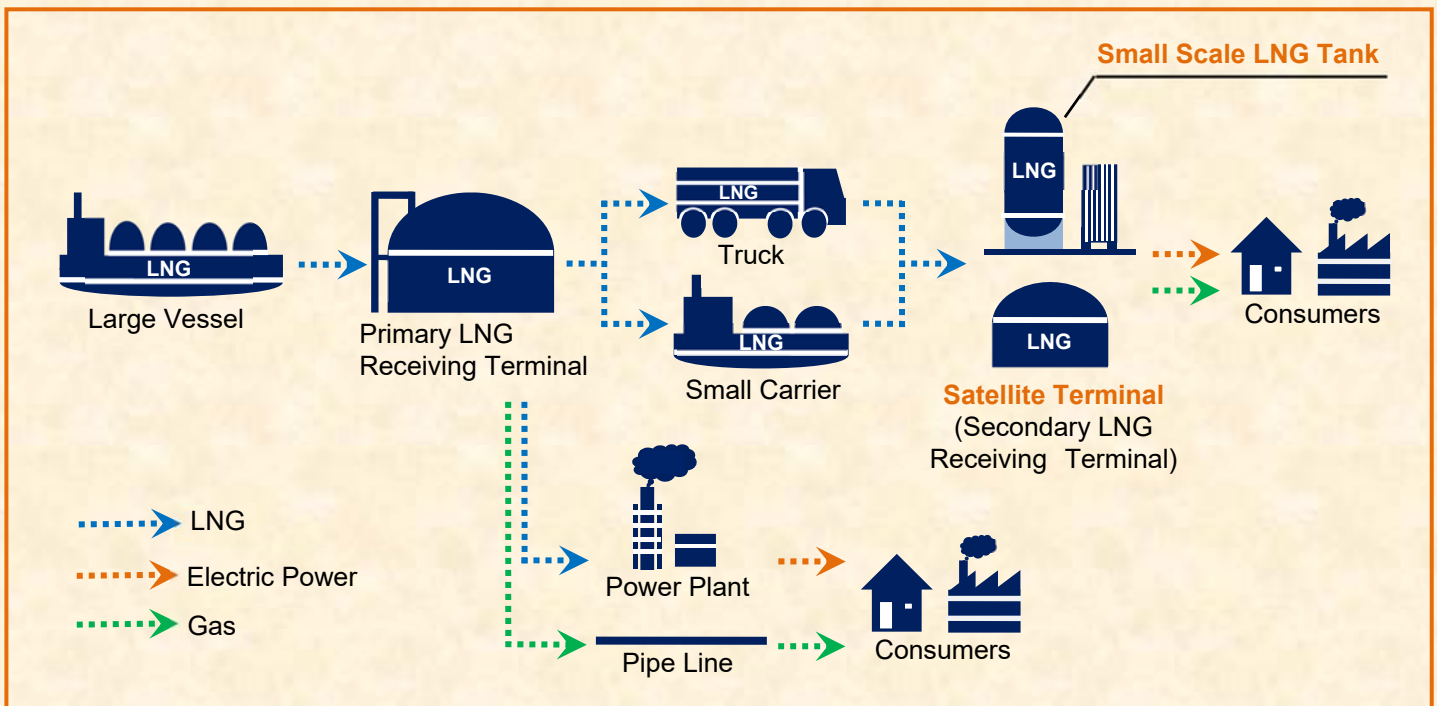 Small Scale LNG Tank
LNG
LNG
LNG
Truck
LNG
Large Vessel
LNG
Primary LNG
Receiving Terminal
LNG
Small Carrier
LNG
Satellite Terminal
(Secondary LNG
Receiving Terminal)
Consumers
LNG
Electric Power
Gas
Power Plant
Pipe Line
Consumers